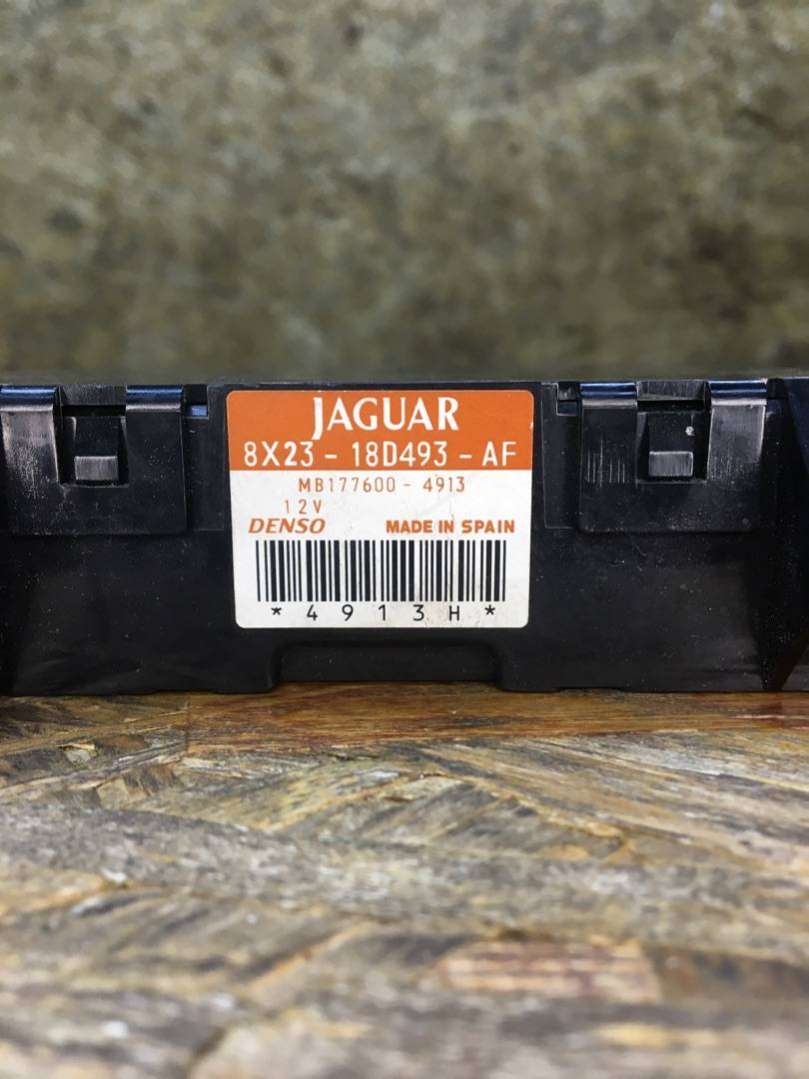 JAGUAR
8X23 - 18D493 - AF
MB177600 - 4913
12V
DENSO MADE IN SPAIN
*4913H*